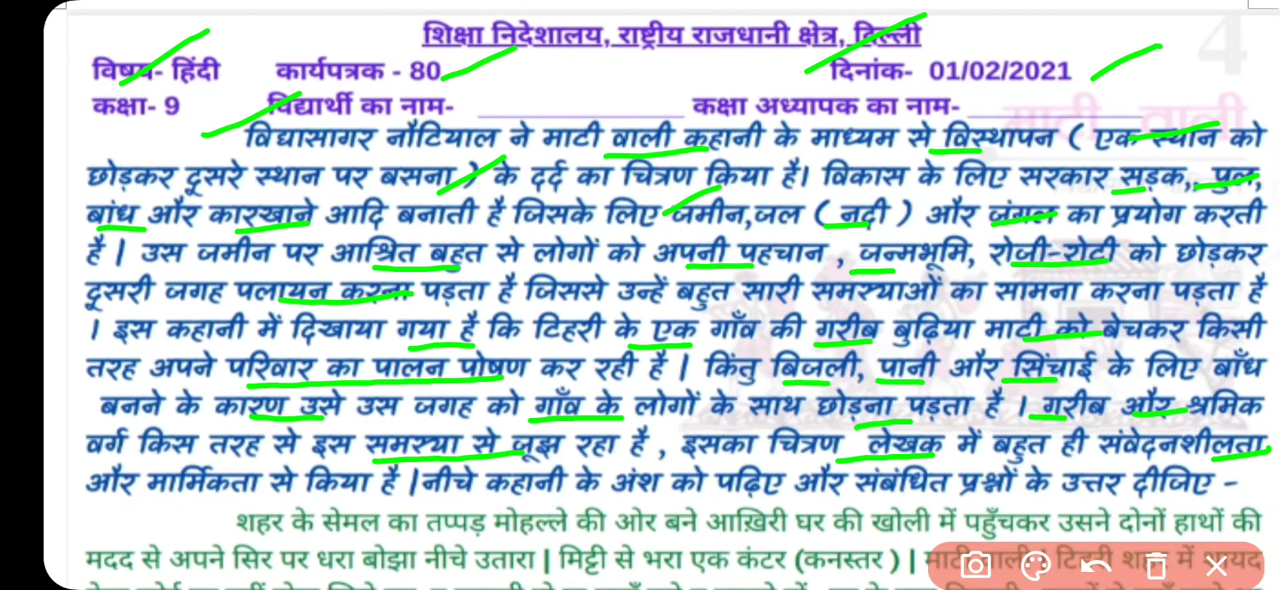 शिक्षा निदेशालय, राष्ट्रीय राजधानी क्षेत्र, दिल्ली
4
विषय- हिंदी कार्यपत्रक - 80 दिनांक- 01/02/2021
कक्षा- 9 विद्यार्थी का नाम- ________________ कक्षा अध्यापक का नाम-
माटी वाली
विद्यासागर नौटियाल ने माटी वाली कहानी के माध्यम से विस्थापन ( एक स्थान को
छोड़कर दूसरे स्थान पर बसना ) के दर्द का चित्रण किया है। विकास के लिए सरकार सड़क,, पुल,
बांध और कारखाने आदि बनाती है जिसके लिए जमीन,जल ( नदी ) और जंगल का प्रयोग करती
है | उस जमीन पर आश्रित बहुत से लोगों को अपनी पहचान , जन्मभूमि, रोजी-रोटी को छोड़कर
दूसरी जगह पलायन करना पड़ता है जिससे उन्हें बहुत सारी समस्याओं का सामना करना पड़ता है
। इस कहानी में दिखाया गया है कि टिहरी के एक गाँव की गरीब बुढ़िया माटी को बेचकर किसी
तरह अपने परिवार का पालन पोषण कर रही है | किंतु बिजली, पानी और सिंचाई के लिए बाँध
बनने के कारण उसे उस जगह को गाँव के लोगों के साथ छोड़ना पड़ता है । गरीब और श्रमिक
वर्ग किस तरह से इस समस्या से जूझ रहा है , इसका चित्रण लेखक में बहुत ही संवेदनशीलता
और मार्मिकता से किया है |नीचे कहानी के अंश को पढ़िए और संबंधित प्रश्नों के उत्तर दीजिए -
शहर के सेमल का तप्पड़ मोहल्ले की ओर बने आख़िरी घर की खोली में पहुँचकर उसने दोनों हाथों की
मदद से अपने सिर पर धरा बोझा नीचे उतारा | मिट्टी से भरा एक कंटर (कनस्तर ) | माटी वाली | टिहरी शहर में शायद